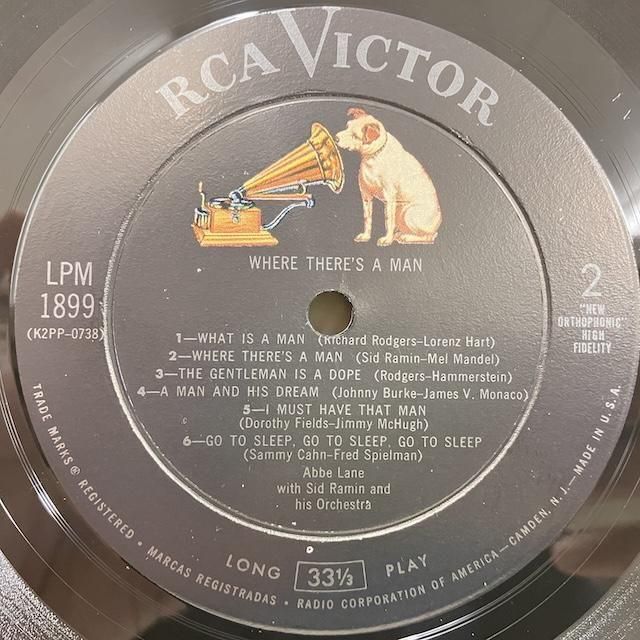 RCA VICTOR
WHERE THERE'S A MAN
LPM
1899
(K2PP-0738)
2
"NEW
ORTHOPHONIC"
HIGH
FIDELITY
1—WHAT IS A MAN (Richard Rodgers-Lorenz Hart)
2—WHERE THERE'S A MAN (Sid Ramin-Mel Mandel)
3—THE GENTLEMAN IS A DOPE (Rodgers-Hammerstein)
4—A MAN AND HIS DREAM (Johnny Burke-James V. Monaco)
5—I MUST HAVE THAT MAN
(Dorothy Fields-Jimmy McHugh)
6—GO TO SLEEP, GO TO SLEEP, GO TO SLEEP
(Sammy Cahn-Fred Spielman)
Abbe Lane
with Sid Ramin and
his Orchestra
LONG 33⅓ PLAY
TRADE MARKS ® REGISTERED • MARCAS REGISTRADAS • RADIO CORPORATION OF AMERICA—CAMDEN, N. J.—MADE IN U.S.A.